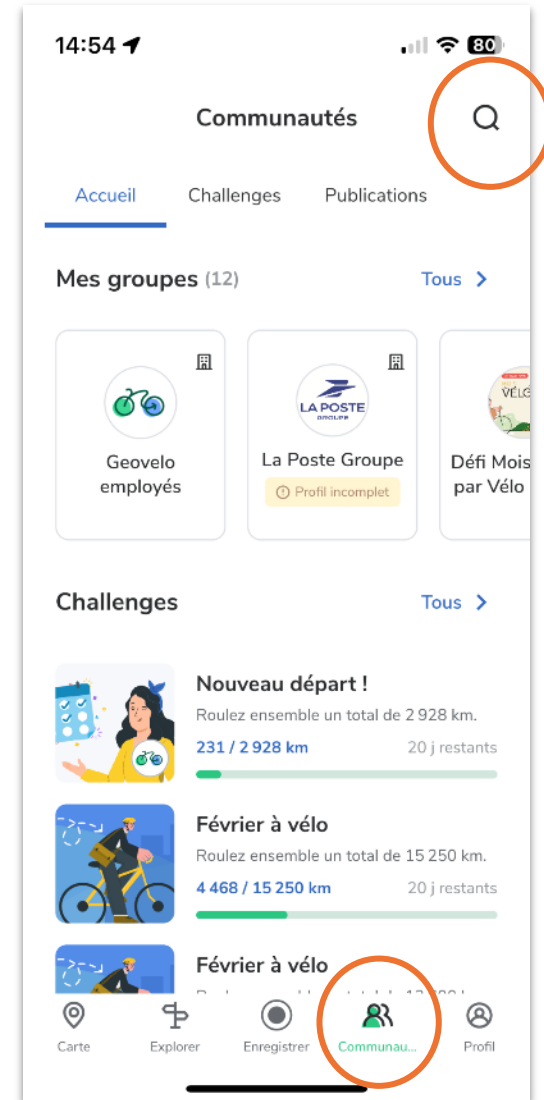 14:54
80
Communautés
Accueil Challenges Publications
Mes groupes (12) Tous
LA POSTE
GROUPE
VÉLO
Geovelo
employés
La Poste Groupe
Profil incomplet
Défi Mois
par Vélo
Challenges Tous
Nouveau départ !
Roulez ensemble un total de 2 928 km.
231 / 2 928 km 20 j restants
Février à vélo
Roulez ensemble un total de 15 250 km.
4 468 / 15 250 km 20 j restants
Février à vélo
Carte Explorer Enregistrer Communau... Profil